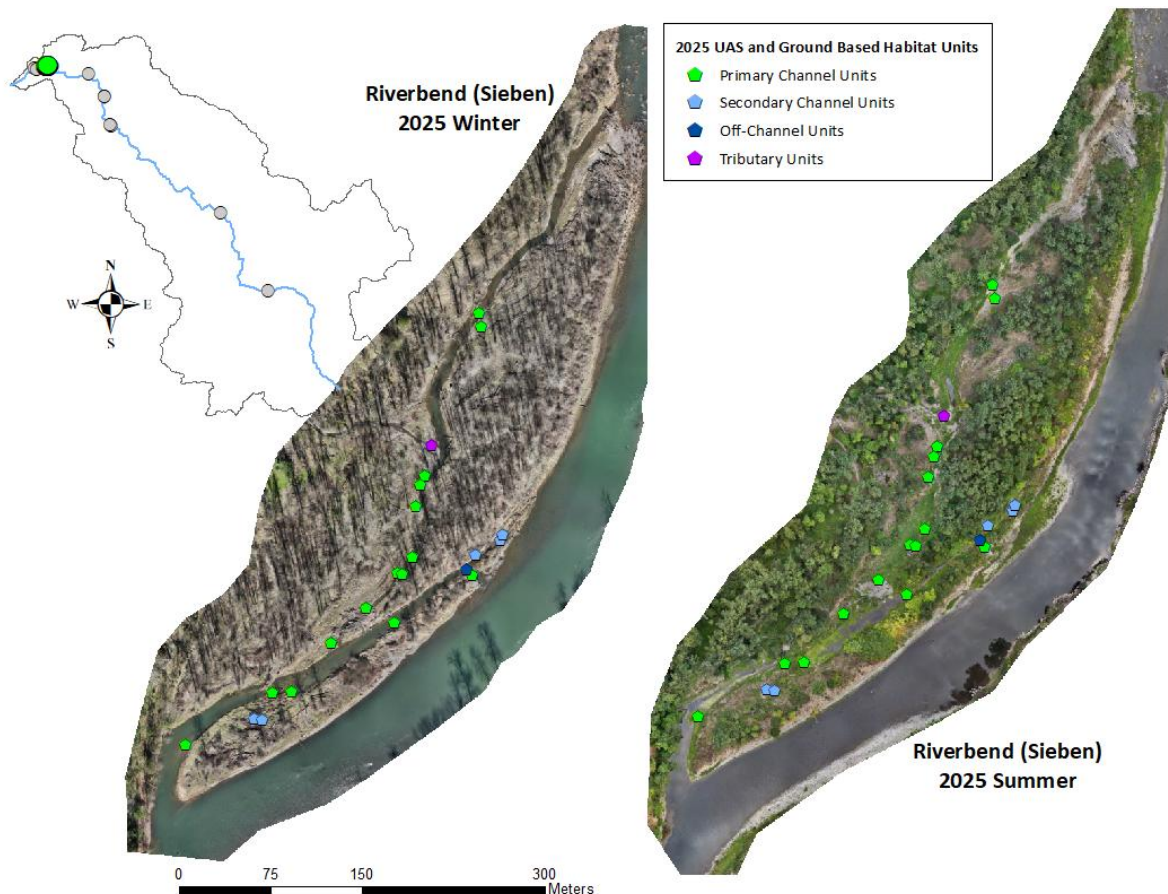 Riverbend (Sieben)
2025 Winter
2025 UAS and Ground Based Habitat Units
Primary Channel Units
Secondary Channel Units
Off-Channel Units
Tributary Units
N
W E
S
Riverbend (Sieben)
2025 Summer
0 75 150 300
Meters